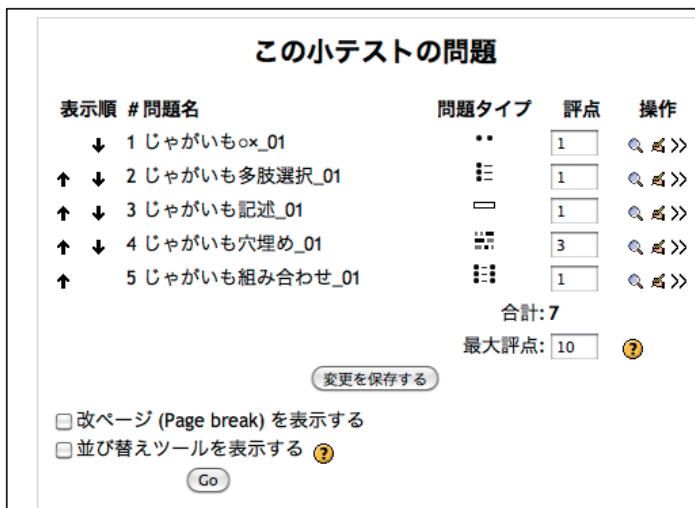 この小テストの問題
表示順 # 問題名 問題タイプ 評点 操作
1 じゃがいも○×_01 1
2 じゃがいも多肢選択_01 1
3 じゃがいも記述_01 1
4 じゃがいも穴埋め_01 3
5 じゃがいも組み合わせ_01 1
合計: 7
最大評点: 10 ?
変更を保存する
改ページ (Page break) を表示する
並び替えツールを表示する ?
Go